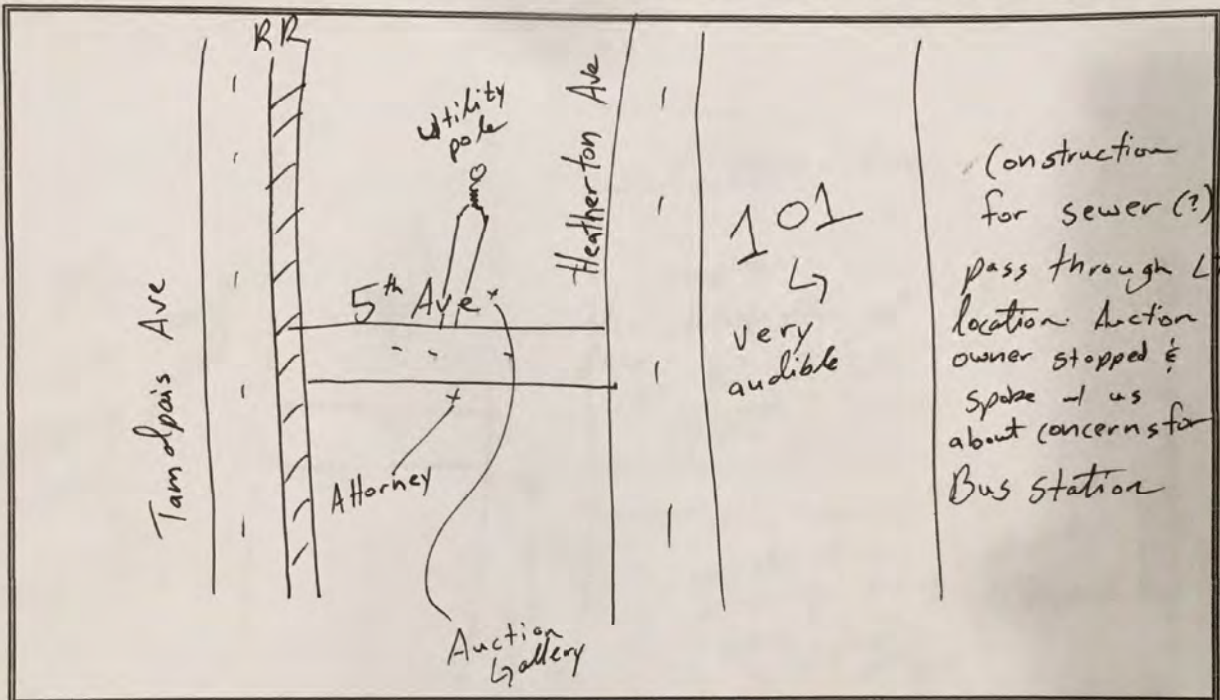 RR
utility
pole
Heatherton Ave
Tamalpais Ave
5th Ave
101
very
audible
Attorney
Auction
Gallery
Construction
for sewer (?)
pass through L
location. Auction
owner stopped &
spoke w/ us
about concerns for
Bus Station